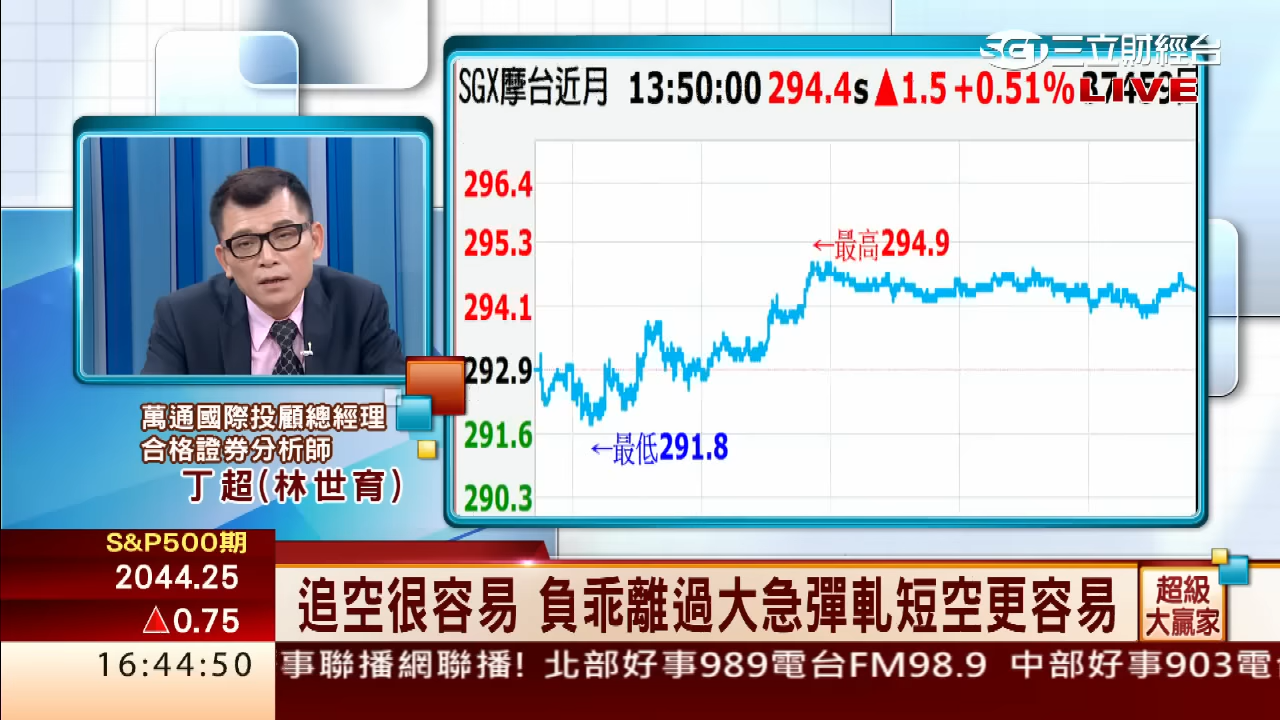 SGT三立財經台
LIVE
SGX摩台近月 13:50:00 294.4s▲1.5+0.51%
296.4
295.3
294.1
292.9
291.6
290.3
←最高294.9
←最低291.8
萬通國際投顧總經理
合格證券分析師
丁超(林世育)
S&P500期
2044.25
△0.75
16:44:50
追空很容易 負乖離過大急彈軋短空更容易
超級
大贏家
事聯播網聯播! 北部好事989電台FM98.9 中部好事903電